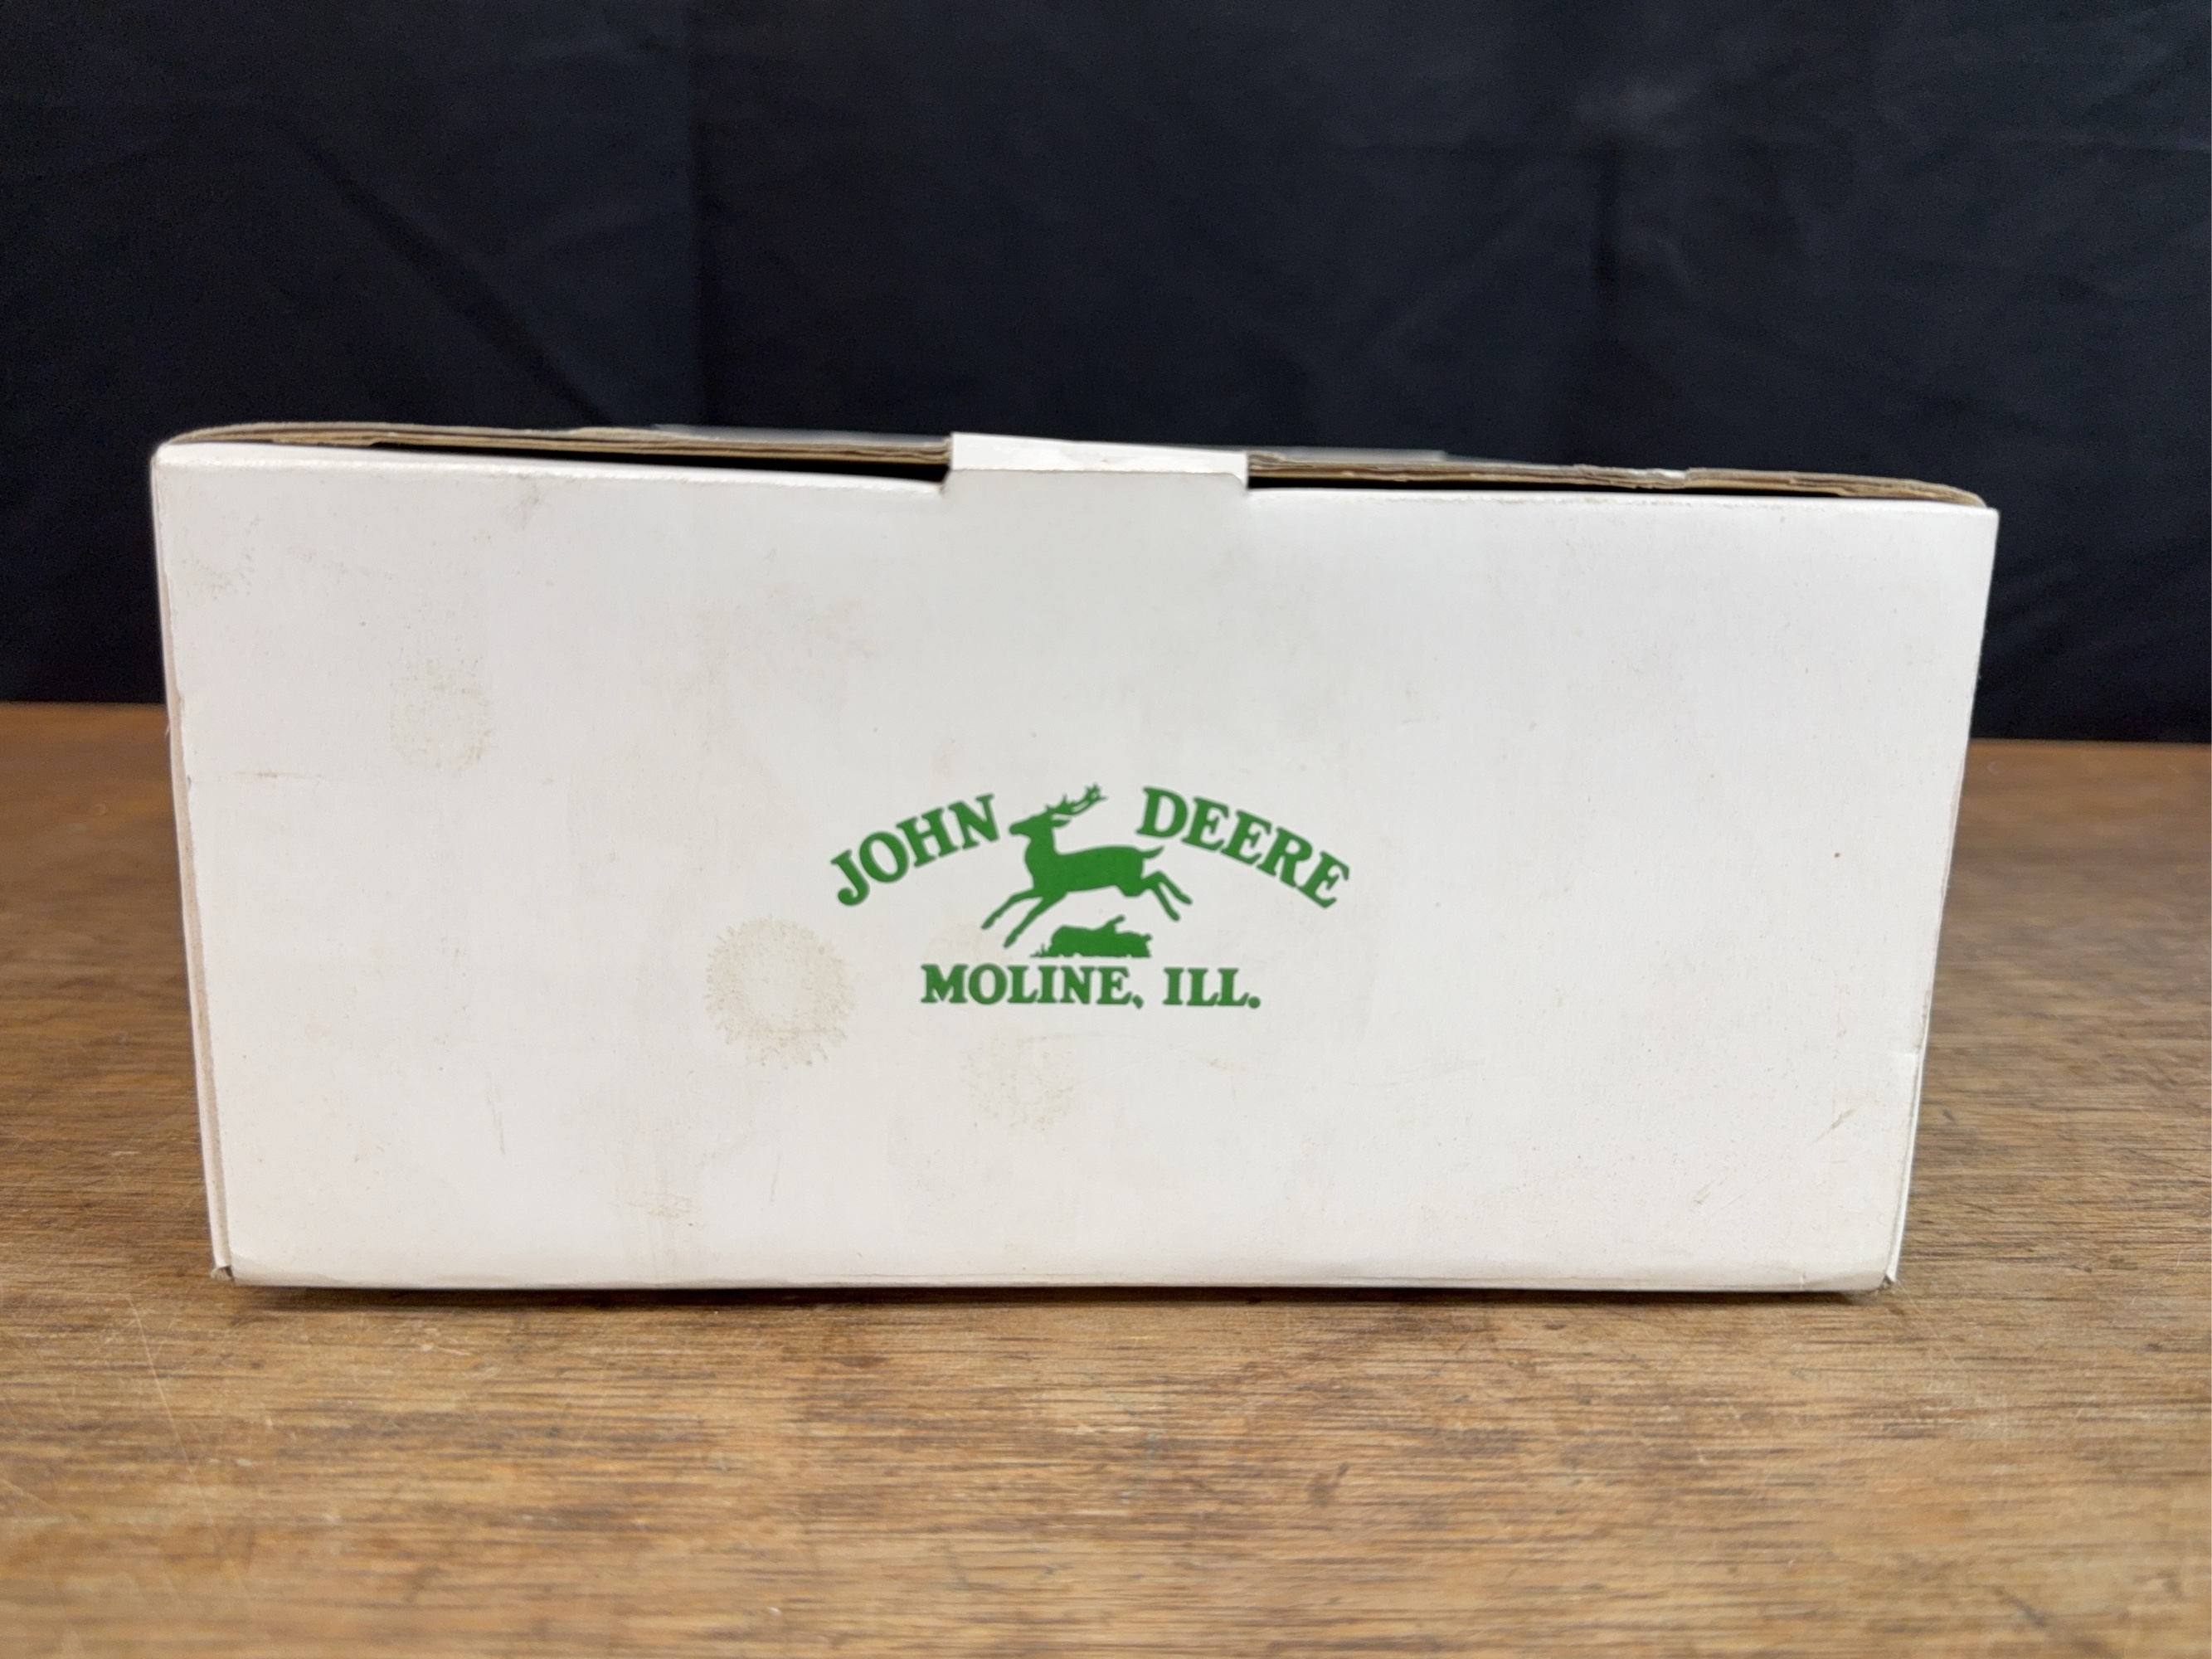 JOHN DEERE
MOLINE, ILL.